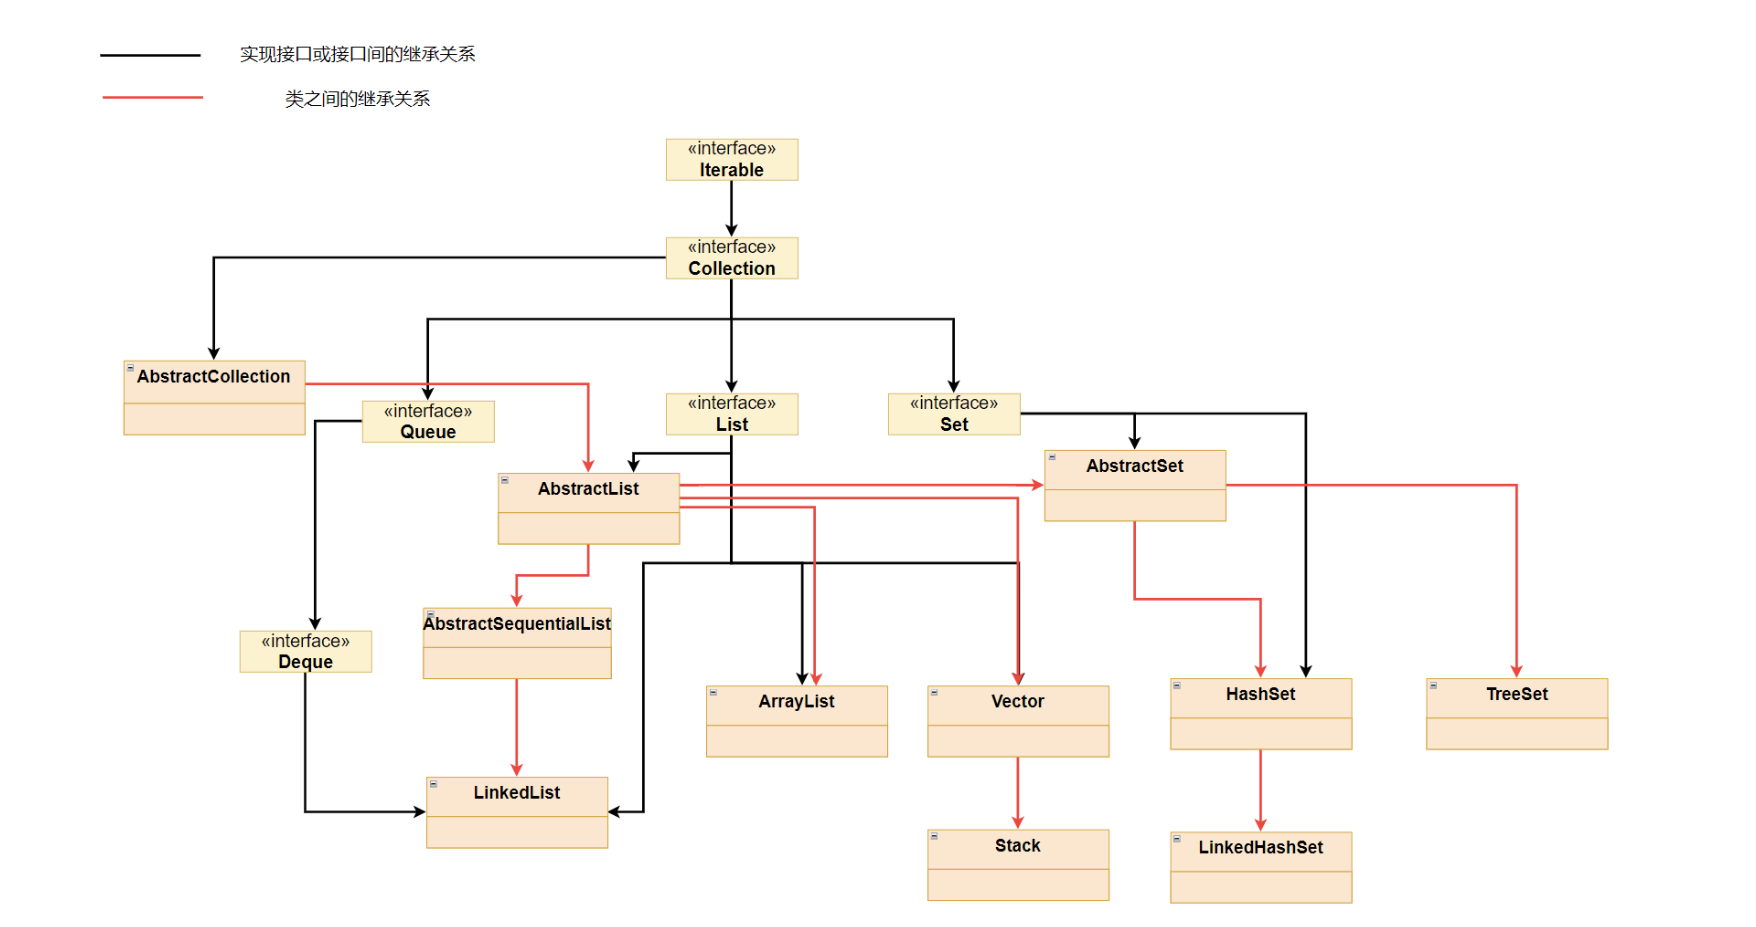 实现接口或接口间的继承关系
类之间的继承关系
«interface»
Iterable
«interface»
Collection
AbstractCollection
«interface»
Queue
«interface»
List
«interface»
Set
AbstractList
AbstractSet
AbstractSequentialList
«interface»
Deque
ArrayList
Vector
HashSet
TreeSet
LinkedList
Stack
LinkedHashSet